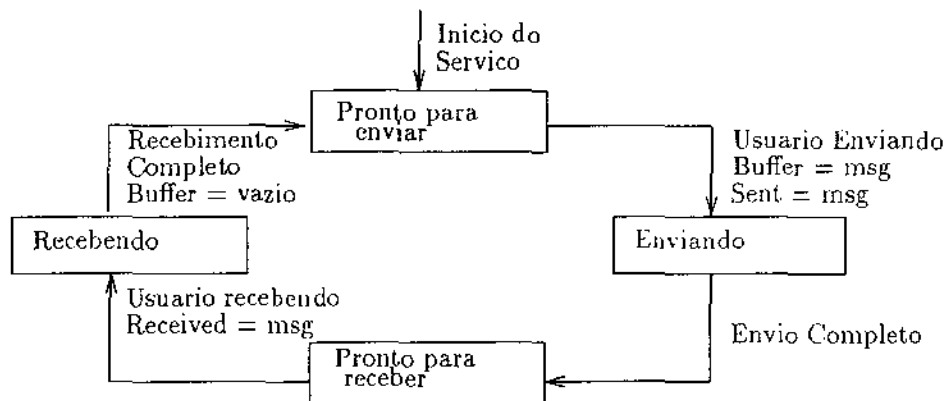 Inicio do
Servico
Pronto para
enviar
Recebimento
Completo
Buffer = vazio
Usuario Enviando
Buffer = msg
Sent = msg
Recebendo
Enviando
Usuario recebendo
Received = msg
Envio Completo
Pronto para
receber